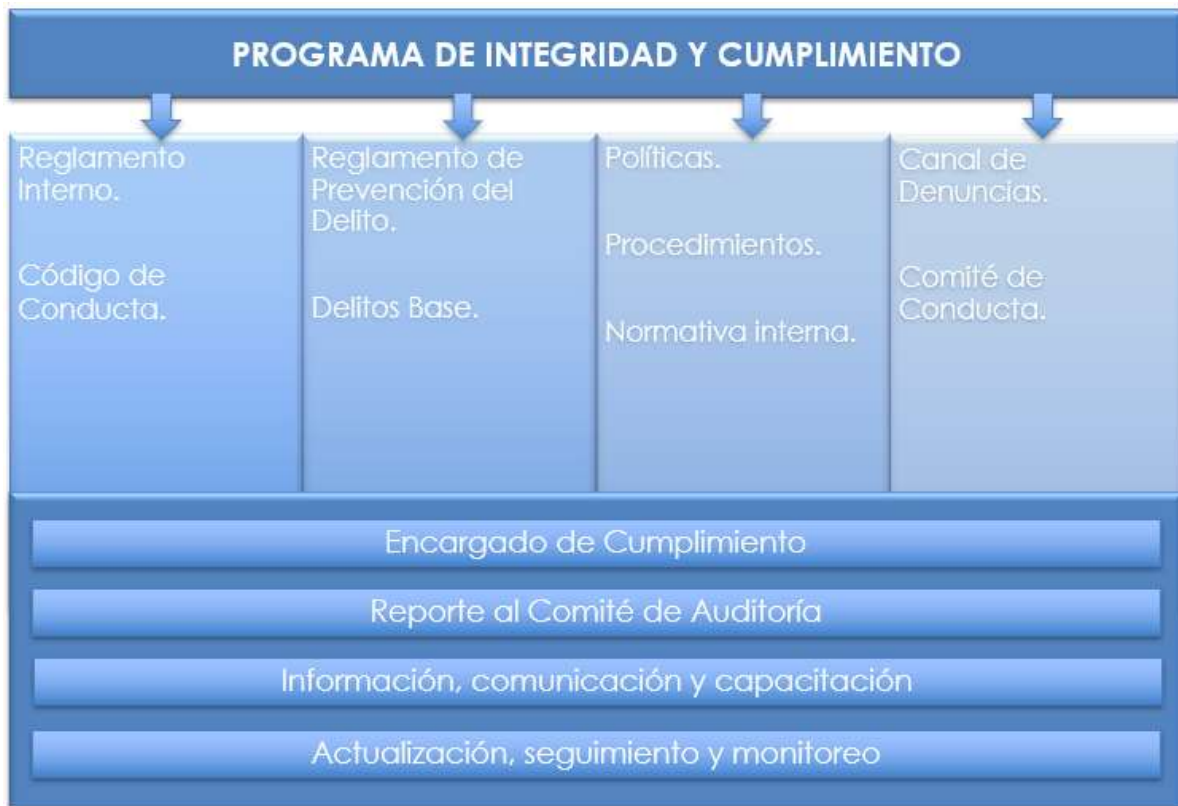 PROGRAMA DE INTEGRIDAD Y CUMPLIMIENTO
Reglamento
Interno.
Código de
Conducta.
Reglamento de
Prevención del
Delito.
Delitos Base.
Políticas.
Procedimientos.
Normativa interna.
Canal de
Denuncias.
Comité de
Conducta.
Encargado de Cumplimiento
Reporte al Comité de Auditoría
Información, comunicación y capacitación
Actualización, seguimiento y monitoreo